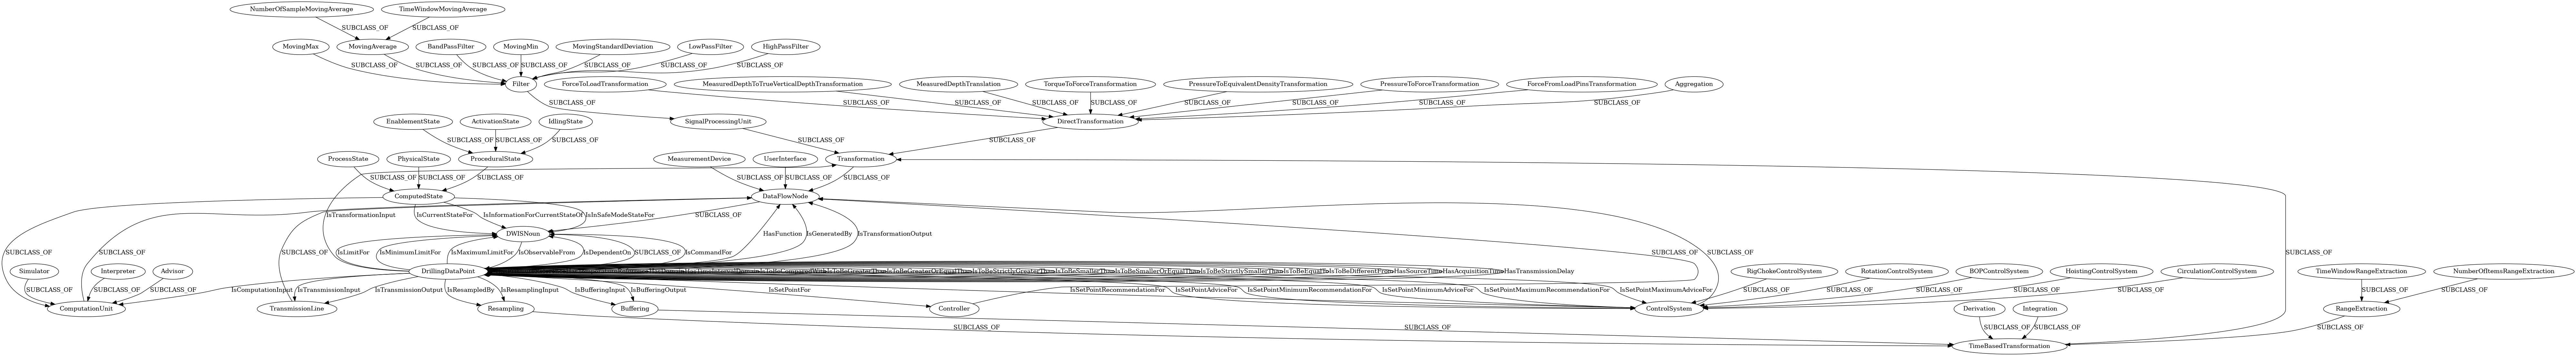 NumberOfSampleMovingAverage
TimeWindowMovingAverage
SUBCLASS_OF
SUBCLASS_OF
MovingMax
MovingAverage
BandPassFilter
MovingMin
MovingStandardDeviation
LowPassFilter
HighPassFilter
SUBCLASS_OF
SUBCLASS_OF
SUBCLASS_OF
SUBCLASS_OF
SUBCLASS_OF
SUBCLASS_OF
SUBCLASS_OF
Filter
ForceToLoadTransformation
MeasuredDepthToTrueVerticalDepthTransformation
MeasuredDepthTranslation
TorqueToForceTransformation
PressureToEquivalentDensityTransformation
PressureToForceTransformation
ForceFromLoadPinsTransformation
Aggregation
SUBCLASS_OF
SUBCLASS_OF
SUBCLASS_OF
SUBCLASS_OF
SUBCLASS_OF
SUBCLASS_OF
SUBCLASS_OF
SUBCLASS_OF
SUBCLASS_OF
EnablementState
ActivationState
IdlingState
SignalProcessingUnit
DirectTransformation
SUBCLASS_OF
SUBCLASS_OF
SUBCLASS_OF
SUBCLASS_OF
SUBCLASS_OF
ProcessState
PhysicalState
ProceduralState
MeasurementDevice
UserInterface
Transformation
SUBCLASS_OF
SUBCLASS_OF
SUBCLASS_OF
SUBCLASS_OF
SUBCLASS_OF
SUBCLASS_OF
ComputedState
DataFlowNode
IsTransformationInput
IsCurrentStateFor
IsInformationForCurrentStateOf
IsInSafeModeStateFor
SUBCLASS_OF
DWISNoun
HasFunction
IsGeneratedBy
IsTransformationOutput
SUBCLASS_OF
SUBCLASS_OF
SUBCLASS_OF
IsLimitFor
IsMinimumLimitFor
IsMaximumLimitFor
IsObservableFrom
IsDependentOn
SUBCLASS_OF
IsCommandFor
SUBCLASS_OF
SUBCLASS_OF
SUBCLASS_OF
Simulator
Interpreter
Advisor
DrillingDataPoint
IsToBeStrictlyGreaterThan
IsToBeSmallerThan
IsToBeSmallerOrEqualThan
IsToBeStrictlySmallerThan
IsToBeEqualTo
IsToBeDifferentFrom
HasSourceTime
HasAcquisitionTime
HasTransmissionDelay
RigChokeControlSystem
RotationControlSystem
BOPControlSystem
HoistingControlSystem
CirculationControlSystem
TimeWindowRangeExtraction
NumberOfItemsRangeExtraction
SUBCLASS_OF
SUBCLASS_OF
SUBCLASS_OF
IsComputationInput
IsTransmissionInput
IsTransmissionOutput
IsResampledBy
IsResamplingInput
IsBufferingInput
IsBufferingOutput
IsSetPointFor
IsSetPointRecommendationFor
IsSetPointAdviceFor
IsSetPointMinimumRecommendationFor
IsSetPointMinimumAdviceFor
IsSetPointMaximumRecommendationFor
IsSetPointMaximumAdviceFor
SUBCLASS_OF
SUBCLASS_OF
SUBCLASS_OF
SUBCLASS_OF
SUBCLASS_OF
SUBCLASS_OF
SUBCLASS_OF
ComputationUnit
TransmissionLine
Resampling
Buffering
Controller
ControlSystem
Derivation
Integration
RangeExtraction
SUBCLASS_OF
SUBCLASS_OF
SUBCLASS_OF
SUBCLASS_OF
SUBCLASS_OF
TimeBasedTransformation